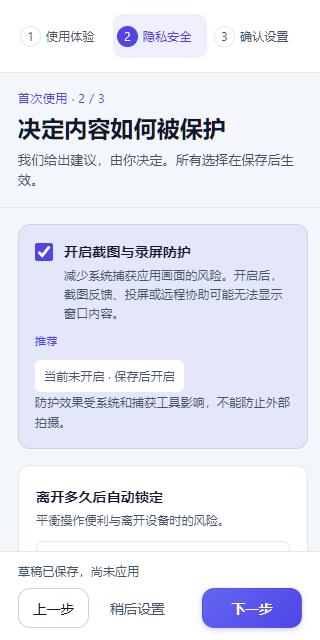 1 使用体验 2 隐私安全 3 确认设置
首次使用 · 2 / 3
决定内容如何被保护
我们给出建议，由你决定。所有选择在保存后生
效。
开启截图与录屏防护
减少系统捕获应用画面的风险。开启后，
截图反馈、投屏或远程协助可能无法显示
窗口内容。
推荐
当前未开启 · 保存后开启
防护效果受系统和捕获工具影响，不能防止外部
拍摄。
离开多久后自动锁定
平衡操作便利与离开设备时的风险。
草稿已保存，尚未应用
上一步 稍后设置 下一步